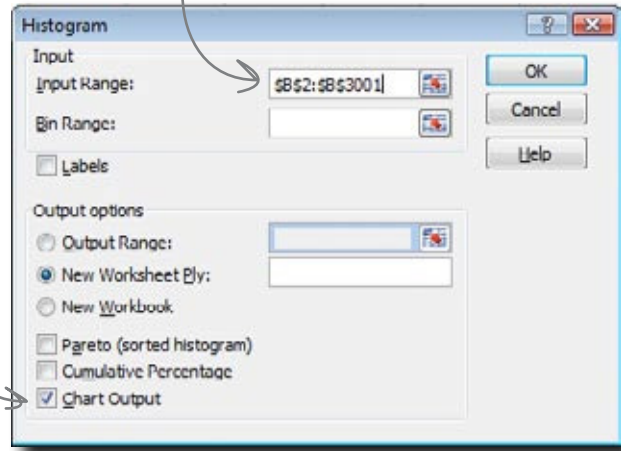 Histogram
Input
Input Range: $B$2:$B$3001
OK
Bin Range:
Cancel
Labels
Help
Output options
Output Range:
New Worksheet Ply:
New Workbook
Pareto (sorted histogram)
Cumulative Percentage
Chart Output